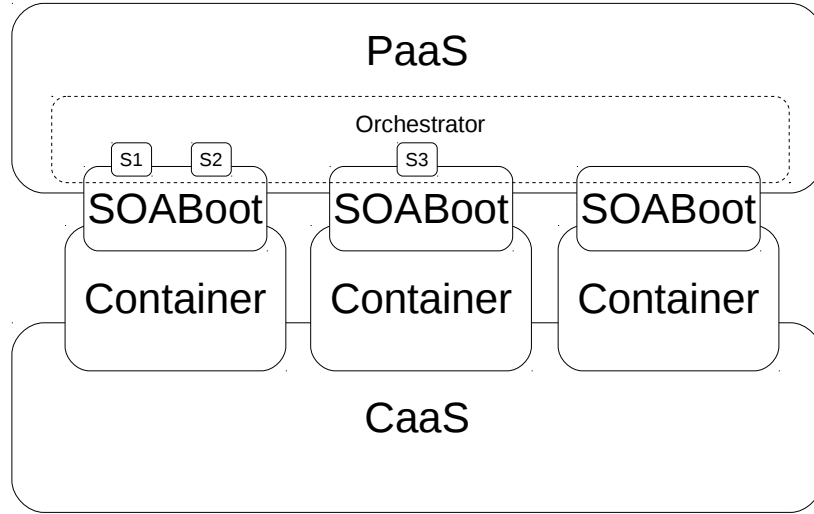 PaaS
Orchestrator
S1 S2 S3
SOABoot SOABoot SOABoot
Container Container Container
CaaS